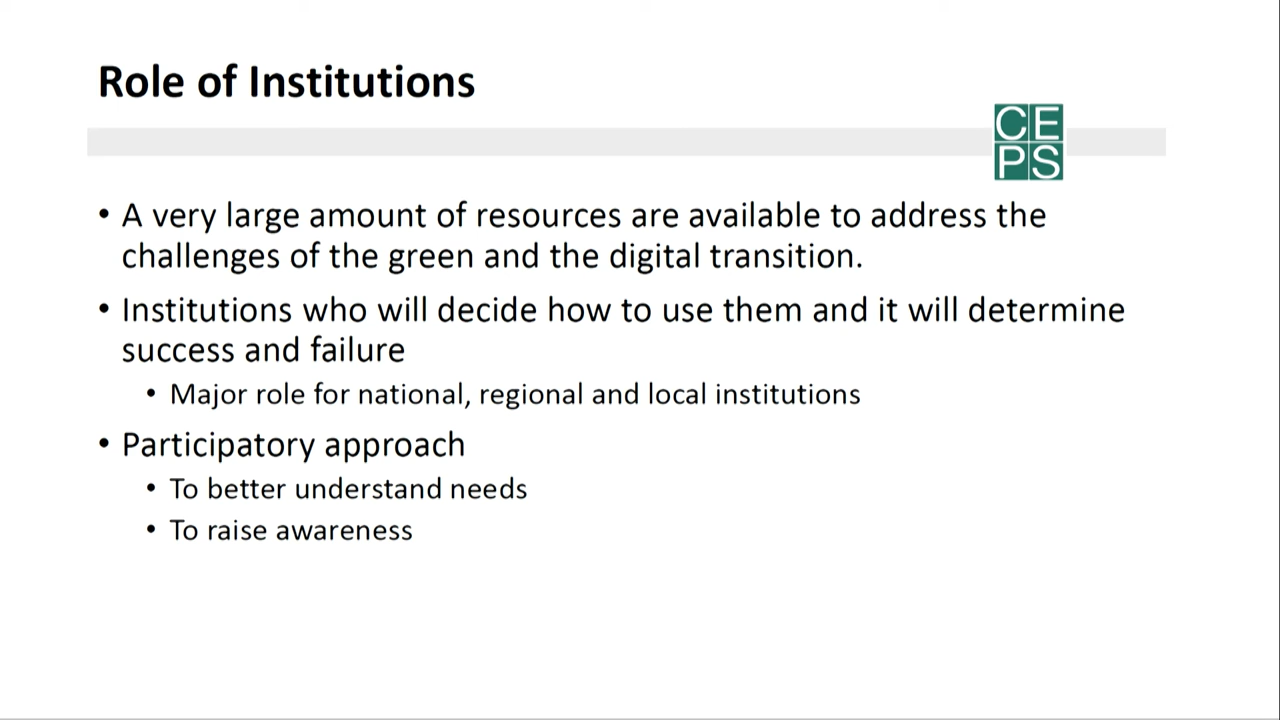 Role of Institutions
CE
PS
• A very large amount of resources are available to address the
challenges of the green and the digital transition.
• Institutions who will decide how to use them and it will determine
success and failure
• Major role for national, regional and local institutions
• Participatory approach
• To better understand needs
• To raise awareness